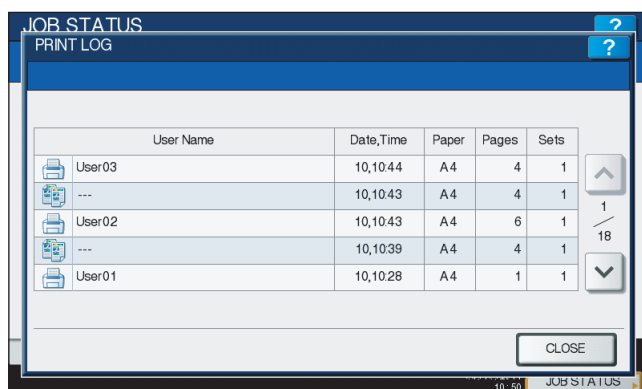 JOB STATUS ?
PRINT LOG ?
User Name Date,Time Paper Pages Sets
User03 10,10:44 A4 4 1
--- 10,10:43 A4 4 1
User02 10,10:43 A4 6 1
--- 10,10:39 A4 4 1
User01 10,10:28 A4 1 1
1
18
CLOSE
10:50 JOB STATUS